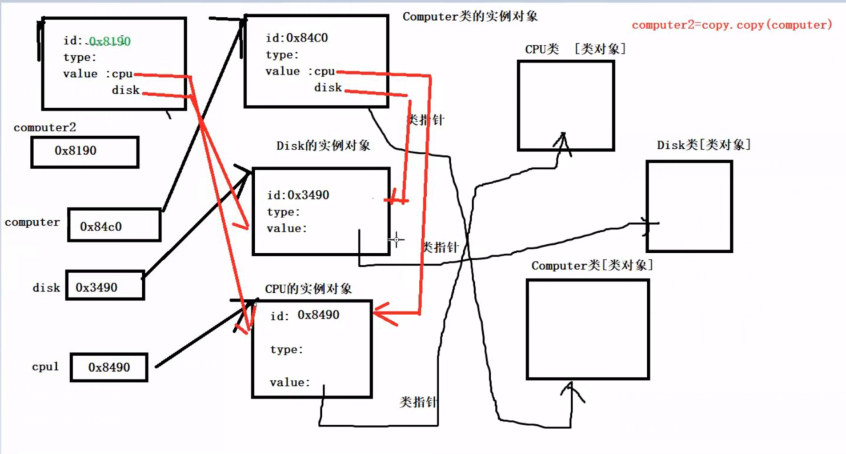 Computer类的实例对象
computer2=copy.copy(computer)
id:0x8190
type:
value :cpu
disk
id:0x84C0
type:
value :cpu
disk
CPU类 [类对象]
computer2
0x8190
类指针
Disk的实例对象
Disk类[类对象]
id:0x3490
type:
value:
computer
0x84c0
类指针
disk
0x3490
CPU的实例对象
Computer类[类对象]
id: 0x8490
type:
value:
cpu1
0x8490
类指针